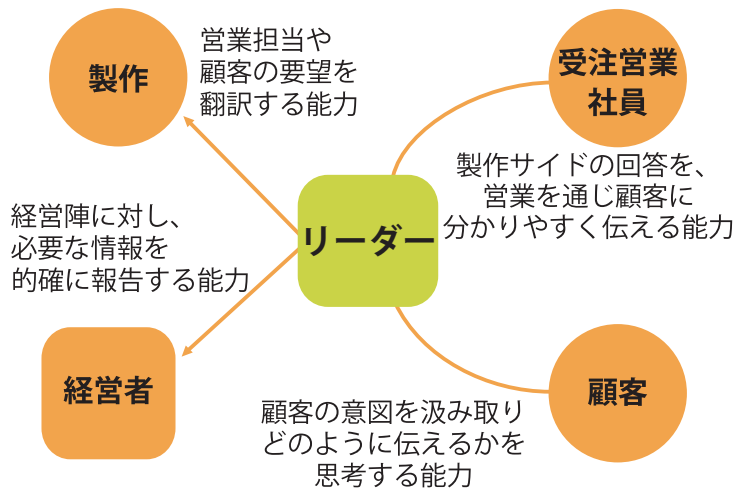 製作
営業担当や
顧客の要望を
翻訳する能力
受注営業
社員
製作サイドの回答を、
営業を通じ顧客に
分かりやすく伝える能力
経営陣に対し、
必要な情報を
的確に報告する能力
リーダー
経営者
顧客の意図を汲み取り
どのように伝えるかを
思考する能力
顧客